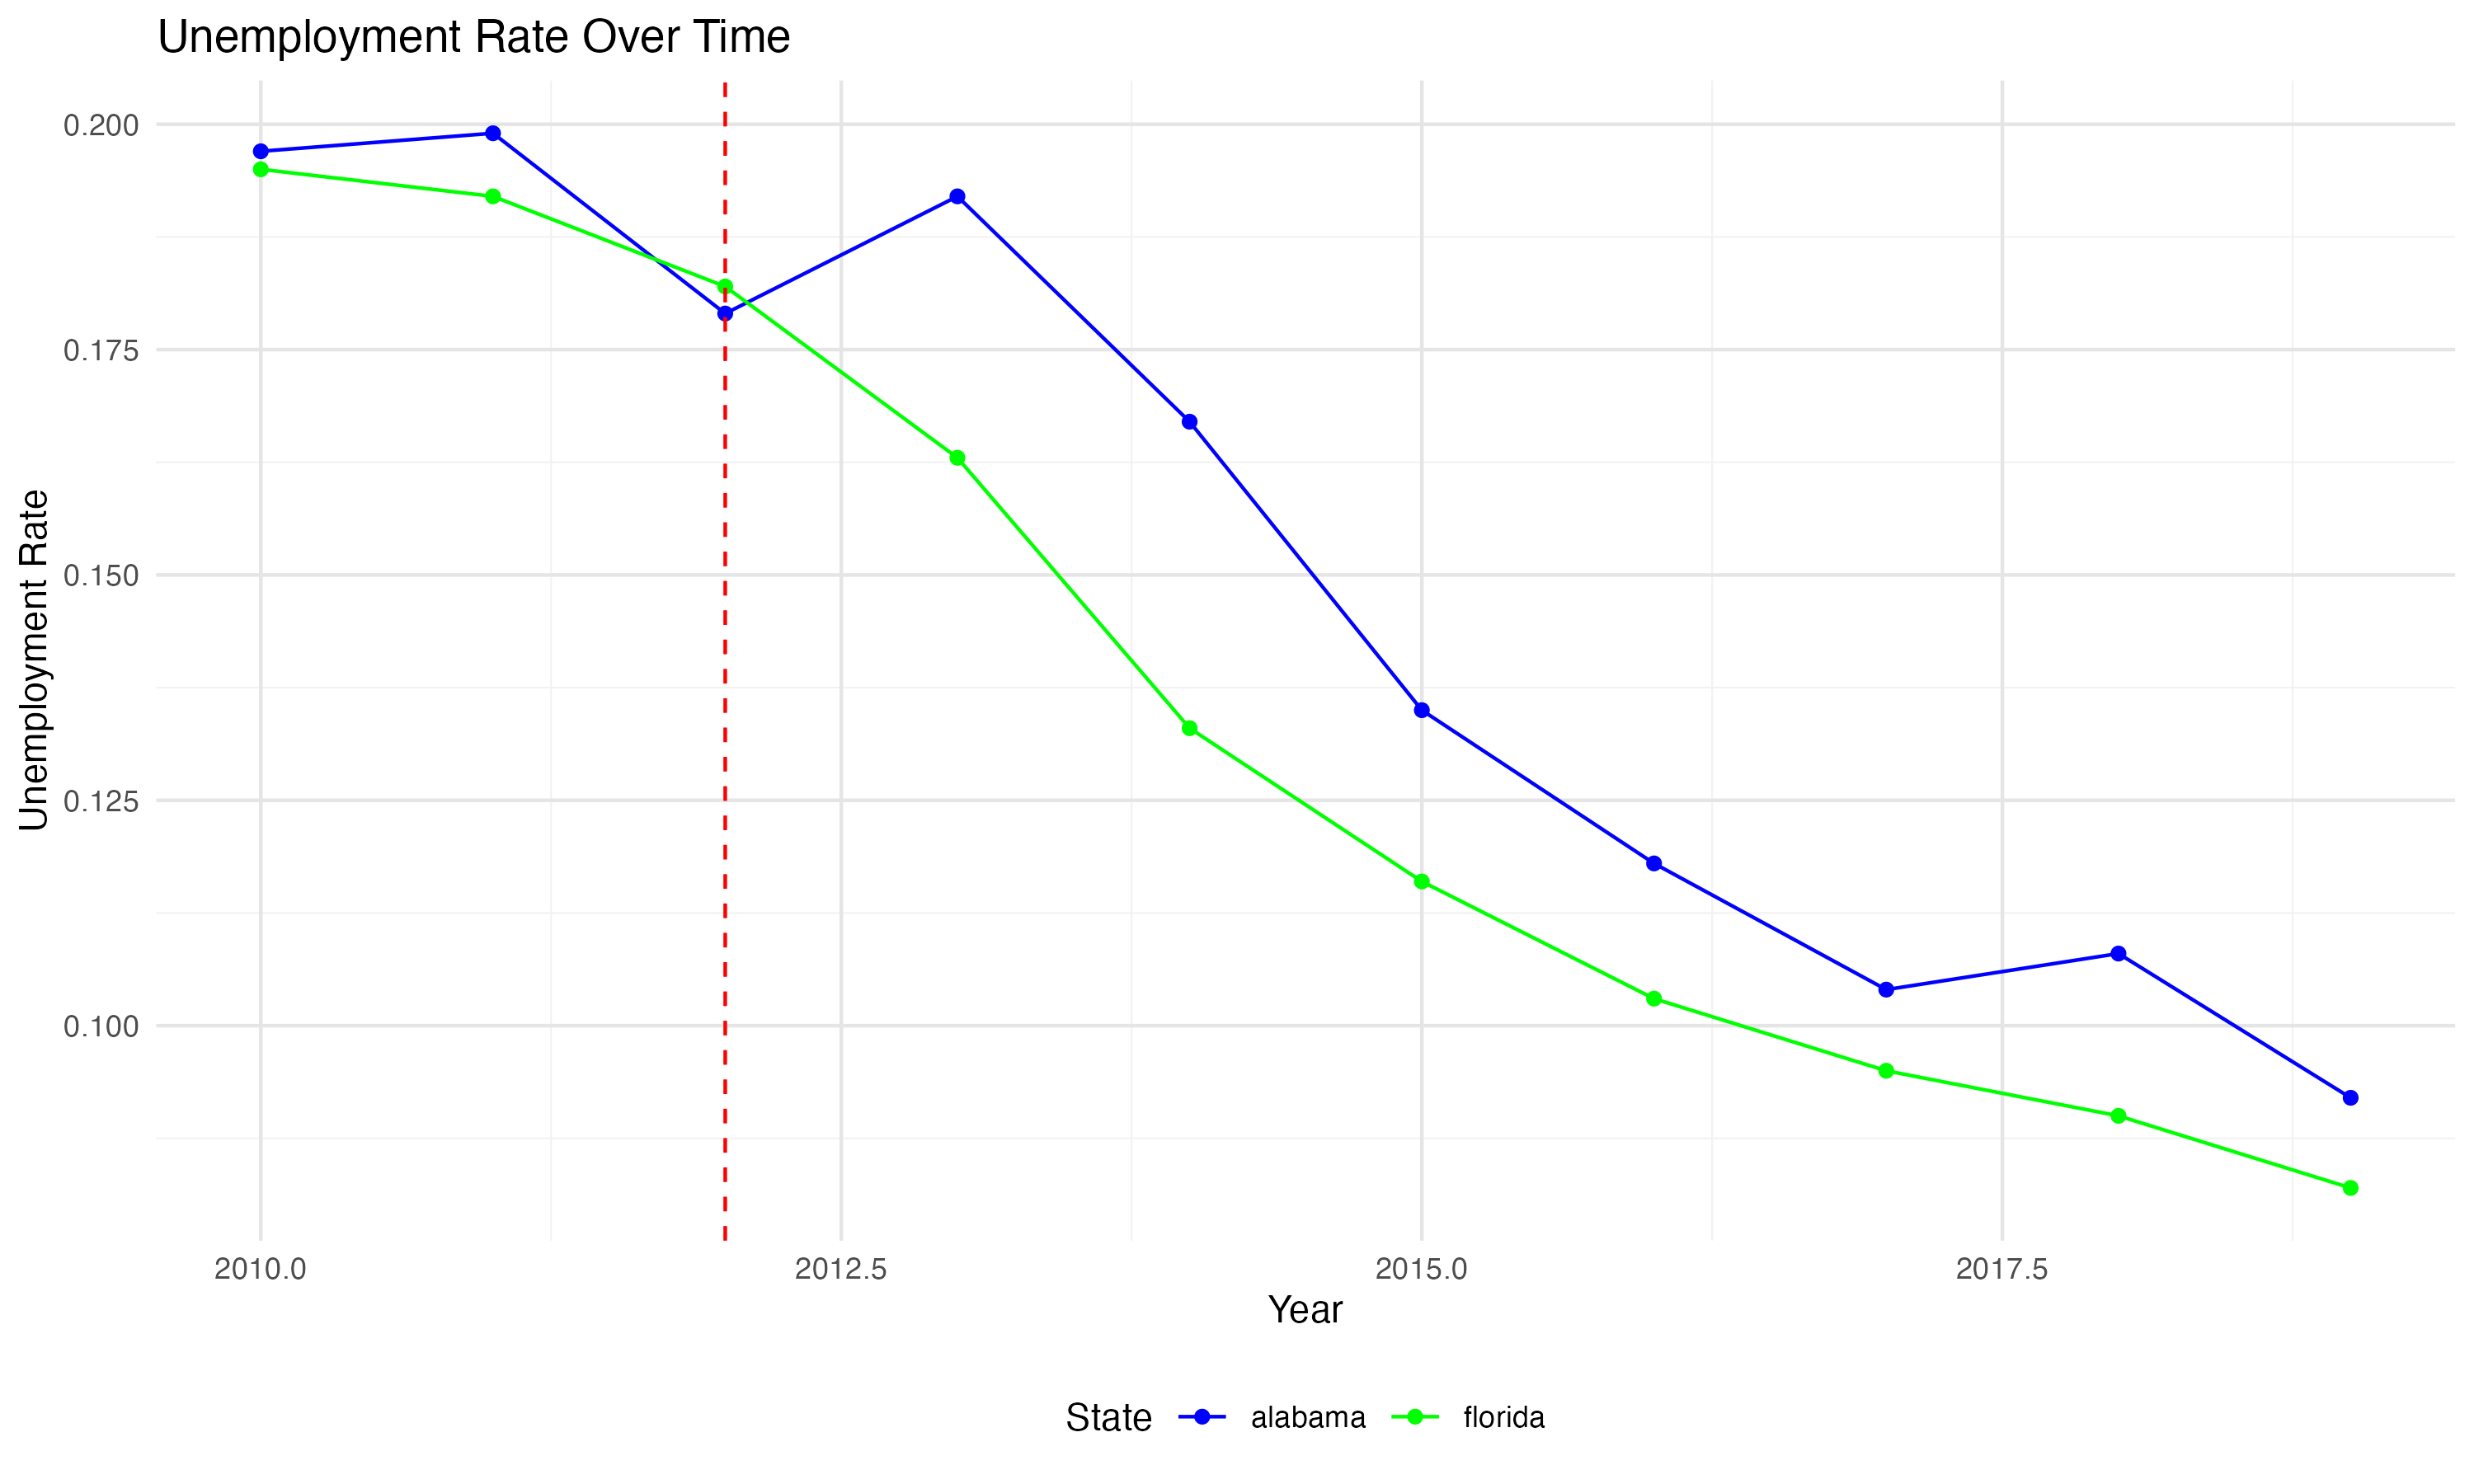 Unemployment Rate Over Time
Unemployment Rate
0.200
0.175
0.150
0.125
0.100
2010.0 2012.5 2015.0 2017.5
Year
State alabama florida